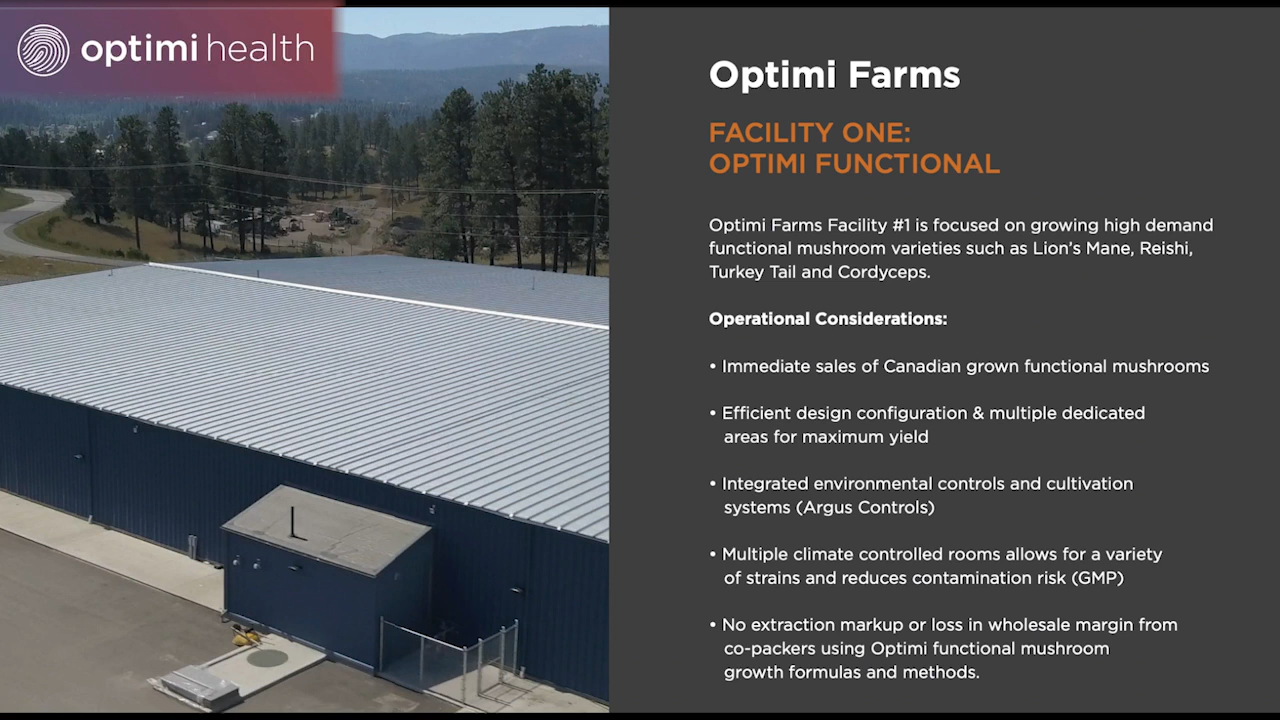 optimi health
Optimi Farms
FACILITY ONE:
OPTIMI FUNCTIONAL
Optimi Farms Facility #1 is focused on growing high demand
functional mushroom varieties such as Lion’s Mane, Reishi,
Turkey Tail and Cordyceps.
Operational Considerations:
• Immediate sales of Canadian grown functional mushrooms
• Efficient design configuration & multiple dedicated
areas for maximum yield
• Integrated environmental controls and cultivation
systems (Argus Controls)
• Multiple climate controlled rooms allows for a variety
of strains and reduces contamination risk (GMP)
• No extraction markup or loss in wholesale margin from
co-packers using Optimi functional mushroom
growth formulas and methods.